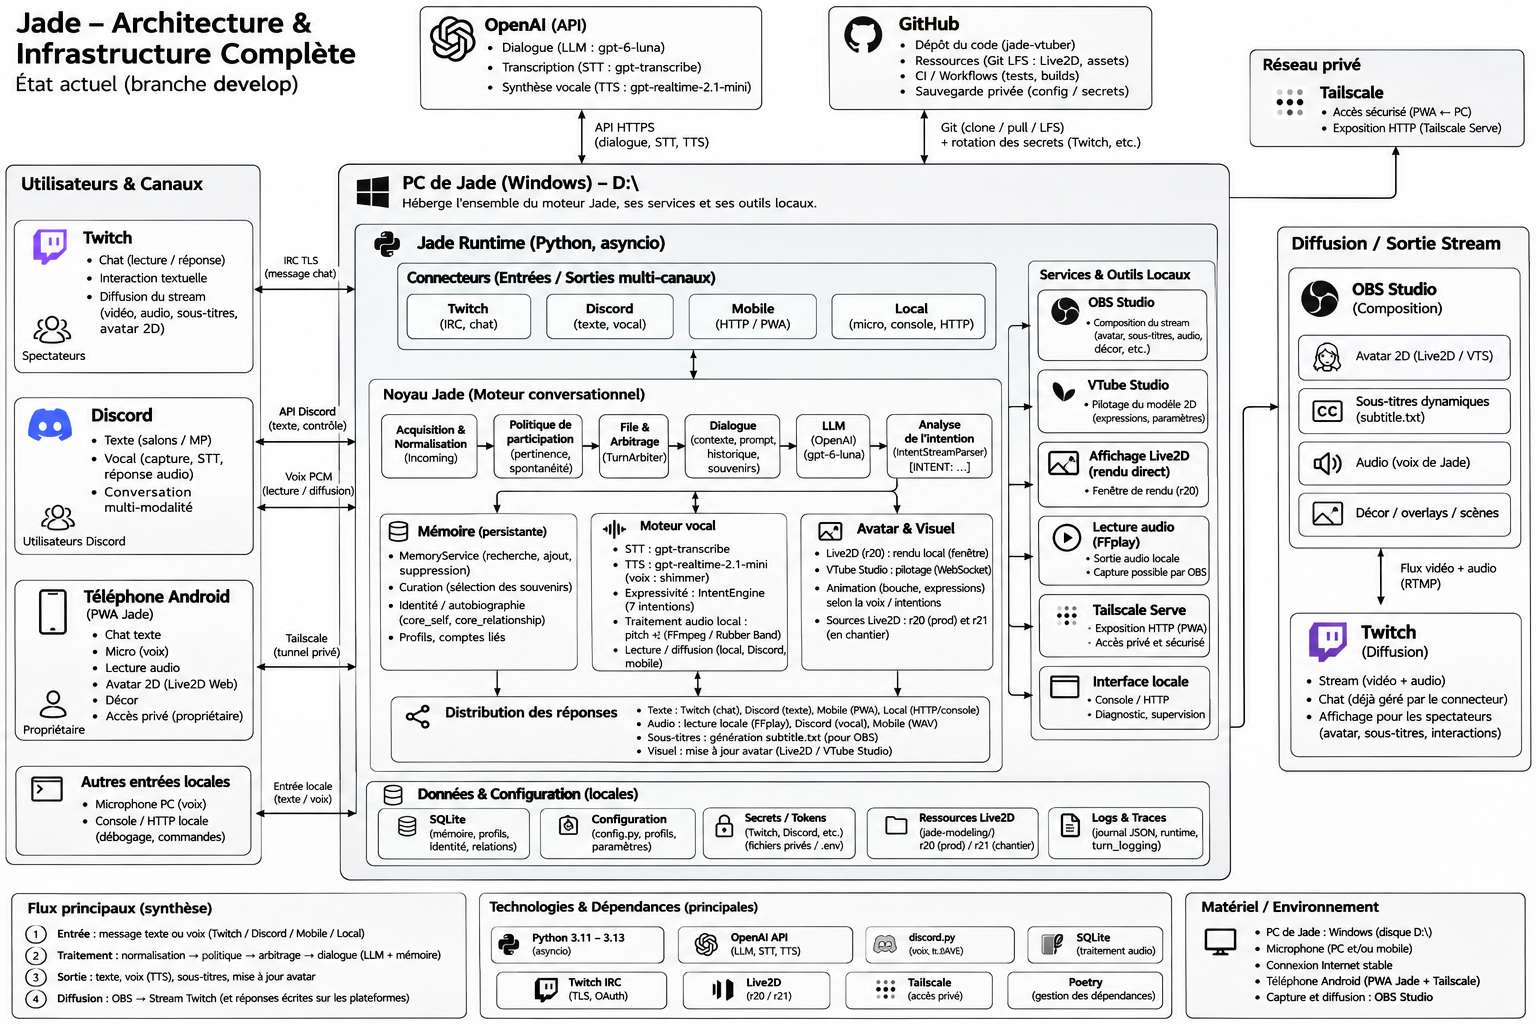 Jade – Architecture &
Infrastructure Complète
État actuel (branche develop)
OpenAI (API)
• Dialogue (LLM : gpt-6-luna)
• Transcription (STT : gpt-transcribe)
• Synthèse vocale (TTS : gpt-realtime-2.1-mini)
GitHub
• Dépôt du code (jade-vtuber)
• Ressources (Git LFS : Live2D, assets)
• CI / Workflows (tests, builds)
• Sauvegarde privée (config / secrets)
Réseau privé
Tailscale
• Accès sécurisé (PWA ← PC)
• Exposition HTTP (Tailscale Serve)
API HTTPS
(dialogue, STT, TTS)
Git (clone / pull / LFS)
+ rotation des secrets (Twitch, etc.)
Utilisateurs & Canaux
Twitch
• Chat (lecture / réponse)
• Interaction textuelle
• Diffusion du stream
(vidéo, audio, sous-titres,
avatar 2D)
Spectateurs
Discord
• Texte (salons / MP)
• Vocal (capture, STT,
réponse audio)
• Conversation
multi-modalité
Utilisateurs Discord
Téléphone Android
(PWA Jade)
• Chat texte
• Micro (voix)
• Lecture audio
• Avatar 2D (Live2D Web)
• Décor
• Accès privé (propriétaire)
Propriétaire
Autres entrées locales
• Microphone PC (voix)
• Console / HTTP locale
(débogage, commandes)
IRC TLS
(message chat)
API Discord
(texte, contrôle)
Voix PCM
(lecture / diffusion)
Tailscale
(tunnel privé)
Entrée locale
(texte / voix)
PC de Jade (Windows) – D:\
Héberge l'ensemble du moteur Jade, ses services et ses outils locaux.
Jade Runtime (Python, asyncio)
Connecteurs (Entrées / Sorties multi-canaux)
Twitch
(IRC, chat)
Discord
(texte, vocal)
Mobile
(HTTP / PWA)
Local
(micro, console, HTTP)
Noyau Jade (Moteur conversationnel)
Acquisition &
Normalisation
(Incoming)
Politique de
participation
(pertinence,
spontanéité)
File &
Arbitrage
(TurnArbiter)
Dialogue
(contexte, prompt,
historique,
souvenirs)
LLM
(OpenAI)
(gpt-6-luna)
Analyse
de l'intention
(IntentStreamParser)
[INTENT: ...]
Mémoire (persistante)
• MemoryService (recherche, ajout,
suppression)
• Curation (sélection des souvenirs)
• Identité / autobiographie
(core_self, core_relationship)
• Profils, comptes liés
Moteur vocal
• STT : gpt-transcribe
• TTS : gpt-realtime-2.1-mini
(voix : shimmer)
• Expressivité : IntentEngine
(7 intentions)
• Traitement audio local :
pitch (FFmpeg / Rubber Band)
• Lecture / diffusion (local, Discord,
mobile)
Avatar & Visuel
• Live2D (r20) : rendu local (fenêtre)
• VTube Studio : pilotage (WebSocket)
• Animation (bouche, expressions)
selon la voix / intentions
• Sources Live2D : r20 (prod) et r21
(en chantier)
Distribution des réponses
• Texte : Twitch (chat), Discord (texte), Mobile (PWA), Local (HTTP/console)
• Audio : lecture locale (FFplay), Discord (vocal), Mobile (WAV)
• Sous-titres : génération subtitle.txt (pour OBS)
• Visuel : mise à jour avatar (Live2D / VTube Studio)
Services & Outils Locaux
OBS Studio
• Composition du stream
(avatar, sous-titres, audio,
décor, etc.)
VTube Studio
• Pilotage du modèle 2D
(expressions, paramètres)
Affichage Live2D
(rendu direct)
• Fenêtre de rendu (r20)
Lecture audio
(FFplay)
• Sortie audio locale
• Capture possible par OBS
Tailscale Serve
• Exposition HTTP (PWA)
• Accès privé et sécurisé
Interface locale
• Console / HTTP
• Diagnostic, supervision
Données & Configuration (locales)
SQLite
(mémoire, profils,
identité, relations)
Configuration
(config.py, profils,
paramètres)
Secrets / Tokens
(Twitch, Discord, etc.)
(fichiers privés / .env)
Ressources Live2D
(jade-modeling/)
r20 (prod) / r21 (chantier)
Logs & Traces
(journal JSON, runtime,
turn_logging)
Diffusion / Sortie Stream
OBS Studio
(Composition)
Avatar 2D (Live2D / VTS)
CC
Sous-titres dynamiques
(subtitle.txt)
Audio (voix de Jade)
Décor / overlays / scènes
Flux vidéo + audio
(RTMP)
Twitch
(Diffusion)
• Stream (vidéo + audio)
• Chat (déjà géré par le connecteur)
• Affichage pour les spectateurs
(avatar, sous-titres, interactions)
Flux principaux (synthèse)
1 Entrée : message texte ou voix (Twitch / Discord / Mobile / Local)
2 Traitement : normalisation → politique → arbitrage → dialogue (LLM + mémoire)
3 Sortie : texte, voix (TTS), sous-titres, mise à jour avatar
4 Diffusion : OBS → Stream Twitch (et réponses écrites sur les plateformes)
Technologies & Dépendances (principales)
Python 3.11 – 3.13
(asyncio)
OpenAI API
(LLM, STT, TTS)
discord.py
(voix
SQLite
(traitement audio)
Twitch IRC
(TLS, OAuth)
Live2D
(r20 / r21)
Tailscale
(accès privé)
Poetry
(gestion des dépendances)
Matériel / Environnement
• PC de Jade : Windows (disque D:\)
• Microphone (PC et/ou mobile)
• Connexion Internet stable
• Téléphone Android (PWA Jade + Tailscale)
• Capture et diffusion : OBS Studio